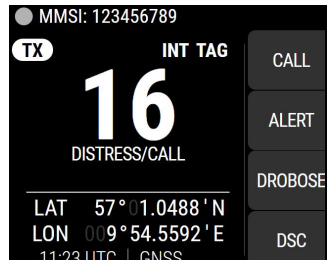 MMSI: 123456789
TX INT TAG
16
DISTRESS/CALL
LAT 57°01.0488'N
LON 009°54.5592'E
11:23 UTC | GNSS
CALL
ALERT
DROBOSE
DSC